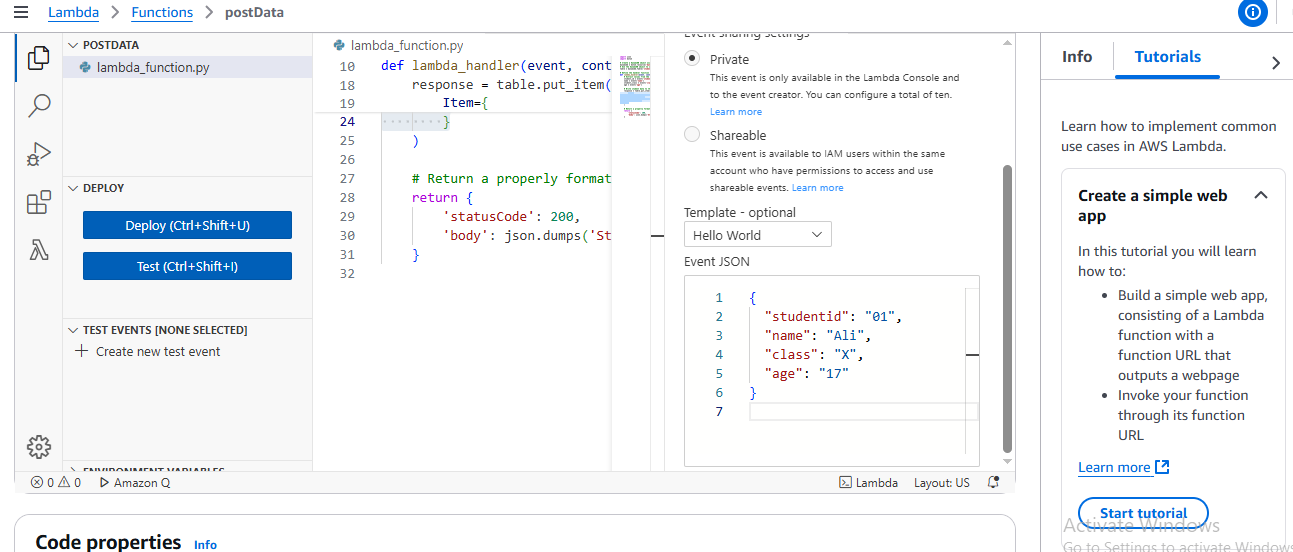 Lambda > Functions > postData
POSTDATA
lambda_function.py
DEPLOY
Deploy (Ctrl+Shift+U)
Test (Ctrl+Shift+I)
TEST EVENTS [NONE SELECTED]
Create new test event
ENVIRONMENT VARIABLES
lambda_function.py
10 def lambda_handler(event, cont
18 response = table.put_item(
19 Item={
24 }
25 )
26
27 # Return a properly format
28 return {
29 'statusCode': 200,
30 'body': json.dumps('St
31 }
32
Event sharing settings
Private
This event is only available in the Lambda Console and
to the event creator. You can configure a total of ten.
Learn more
Shareable
This event is available to IAM users within the same
account who have permissions to access and use
shareable events. Learn more
Template - optional
Hello World
Event JSON
1 {
2 "studentid": "01",
3 "name": "Ali",
4 "class": "X",
5 "age": "17"
6 }
7
0 0 Amazon Q
Lambda Layout: US
Code properties Info
Info
Tutorials
Learn how to implement common
use cases in AWS Lambda.
Create a simple web
app
In this tutorial you will learn
how to:
• Build a simple web app,
consisting of a Lambda
function with a
function URL that
outputs a webpage
• Invoke your function
through its function
URL
Learn more
Start tutorial
Activate Windows
Go to Settings to activate Windows